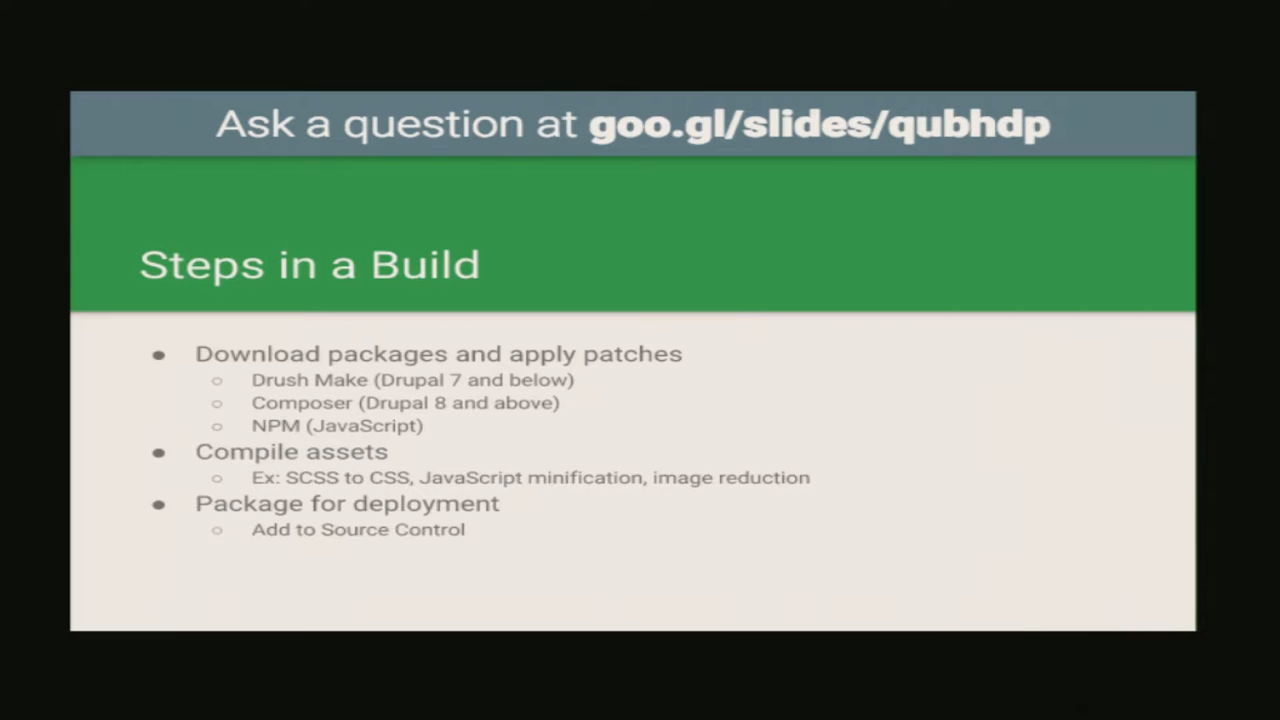 Ask a question at goo.gl/slides/qubhdp
Steps in a Build
● Download packages and apply patches
○ Drush Make (Drupal 7 and below)
○ Composer (Drupal 8 and above)
○ NPM (JavaScript)
● Compile assets
○ Ex: SCSS to CSS, JavaScript minification, image reduction
● Package for deployment
○ Add to Source Control